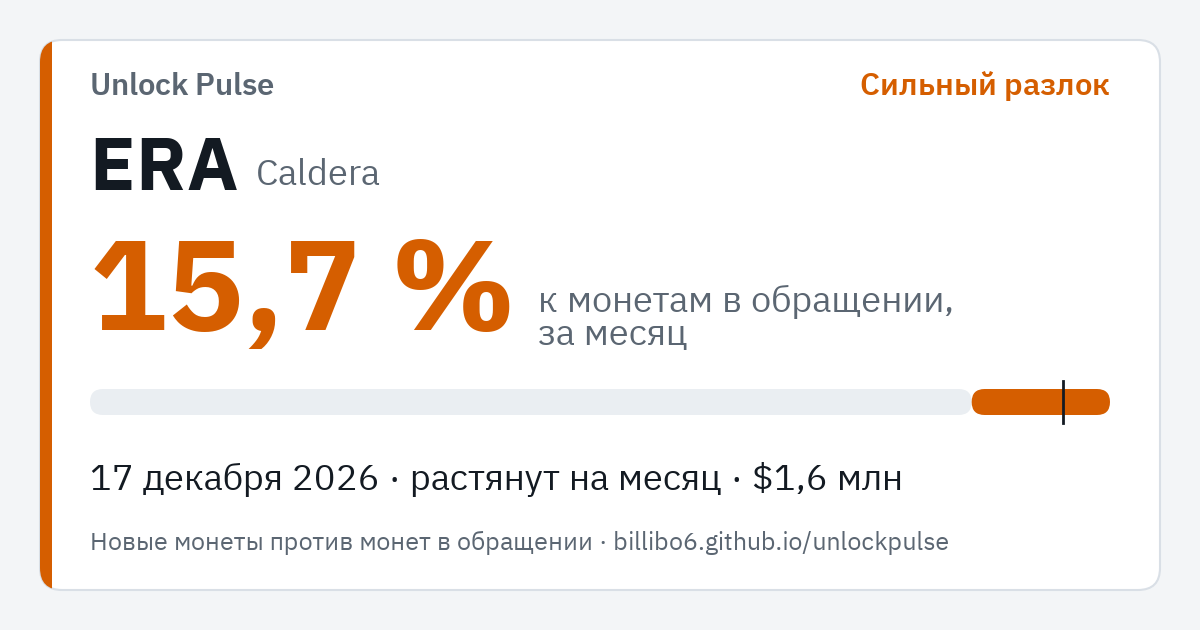 Unlock Pulse
Сильный разлок
ERA Caldera
15,7 % к монетам в обращении,
за месяц
17 декабря 2026 · растянут на месяц · $1,6 млн
Новые монеты против монет в обращении · billibo6.github.io/unlockpulse